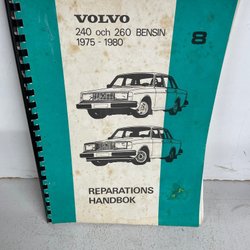 VOLVO
240 och 260 BENSIN
1975 - 1980
8
REPARATIONS
HANDBOK